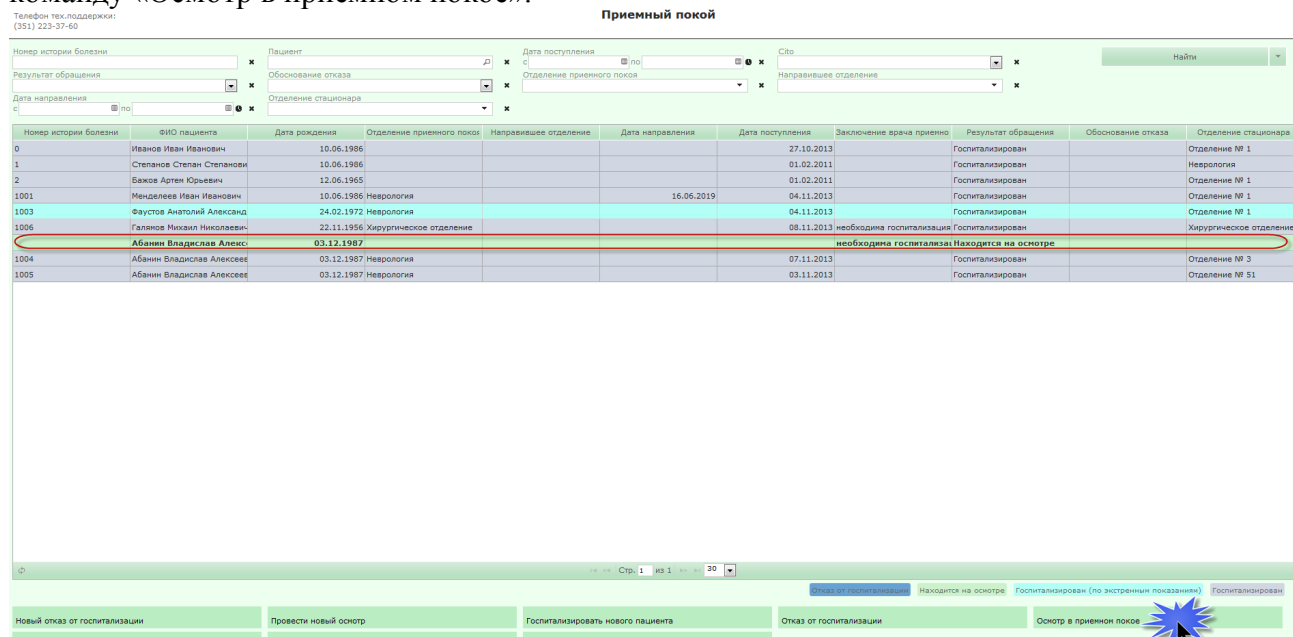 команду «Осмотр в приемном покое».
Телефон тех.поддержки:
(351) 223-37-60
Приемный покой
Номер истории болезни Пациент Дата поступления Cito
с по Найти
Результат обращения Обоснование отказа Отделение приемного покоя Направившее отделение
Дата направления Отделение стационара
с по
Номер истории болезни ФИО пациента Дата рождения Отделение приемного покоя Направившее отделение Дата направления Дата поступления Заключение врача приемно Результат обращения Обоснование отказа Отделение стационара
0 Иванов Иван Иванович 10.06.1986 27.10.2013 Госпитализирован Отделение № 1
1 Степанов Степан Степанови 10.06.1986 01.02.2011 Госпитализирован Неврология
2 Бажов Артем Юрьевич 12.06.1965 01.02.2011 Госпитализирован Отделение № 1
1001 Менделеев Иван Иванович 10.06.1986 Неврология 16.06.2019 04.11.2013 Госпитализирован Отделение № 1
1003 Фаустов Анатолий Александ 24.02.1972 Неврология 04.11.2013 Госпитализирован Отделение № 1
1006 Галямов Михаил Николаевич 22.11.1956 Хирургическое отделение 08.11.2013 необходима госпитализация Госпитализирован Хирургическое отделение
Абанин Владислав Алекс 03.12.1987 необходима госпитализа Находится на осмотре
1004 Абанин Владислав Алексеев 03.12.1987 Неврология 07.11.2013 Госпитализирован Отделение № 3
1005 Абанин Владислав Алексеев 03.12.1987 Неврология 03.11.2013 Госпитализирован Отделение № 51
Стр. 1 из 1 30
Отказ от госпитализации Находится на осмотре Госпитализирован (по экстренным показаниям) Госпитализирован
Новый отказ от госпитализации Провести новый осмотр Госпитализировать нового пациента Отказ от госпитализации Осмотр в приемном покое